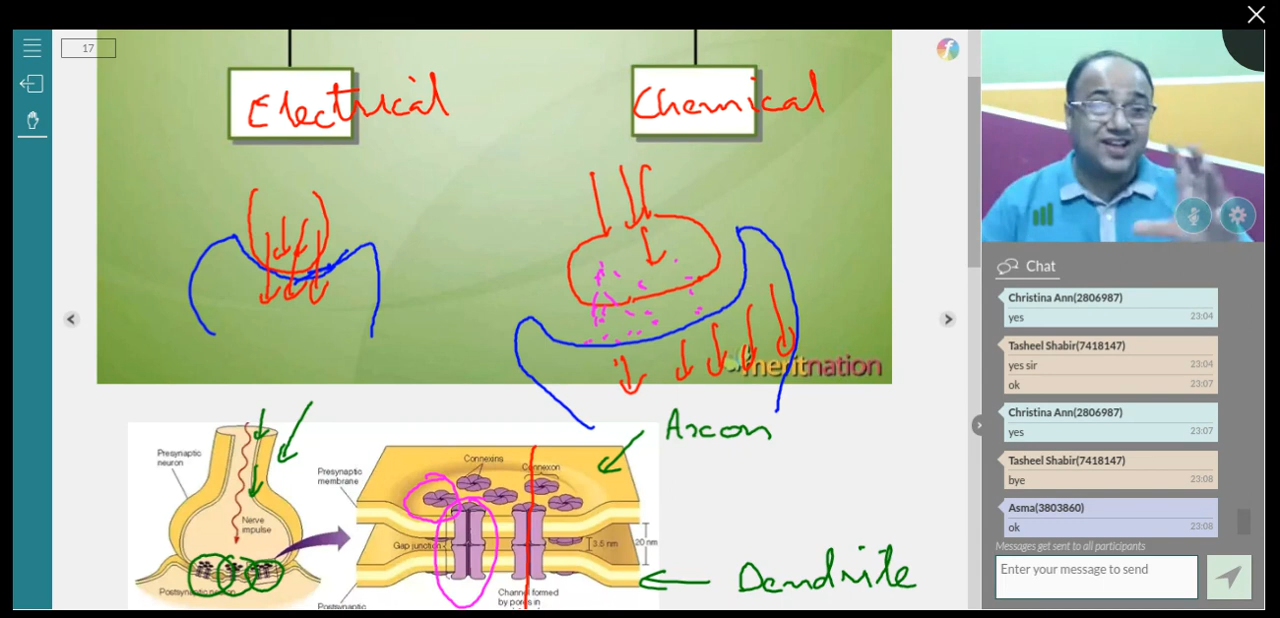 17
Electrical
Chemical
meritnation
Axon
Presynaptic
neuron
Nerve
impulse
Presynaptic
membrane
Connexins
Connexon
Gap junction
3.5 nm
20 nm
Postsynaptic neuron
Postsynaptic
Channel formed
by pores in
Dendrite
Chat
Christina Ann(2806987)
yes 23:04
Tasheel Shabir(7418147)
yes sir 23:04
ok 23:07
Christina Ann(2806987)
yes 23:07
Tasheel Shabir(7418147)
bye 23:08
Asma(3803860)
ok 23:08
Messages get sent to all participants
Enter your message to send